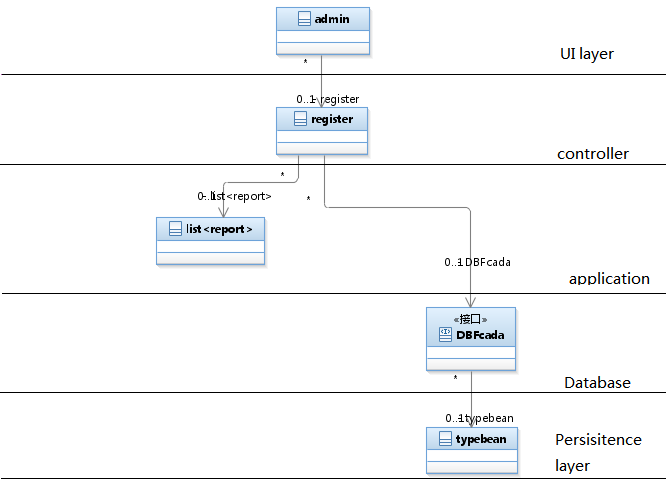 admin
UI layer
*
0..1 - register
register
controller
*
0..1 - list<report>
*
list<report>
0..1 DBFcada
application
«接口»
DBFcada
*
Database
0..1 typebean
typebean
Persisitence
layer